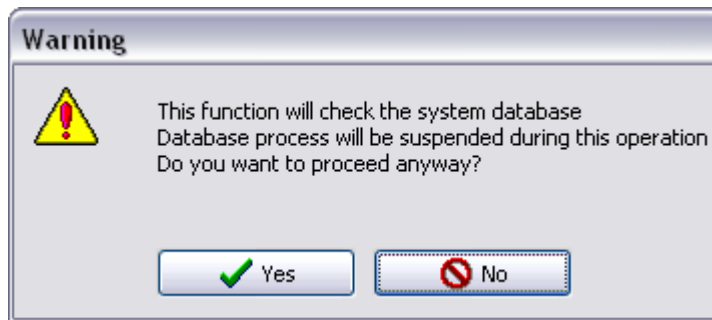 Warning
This function will check the system database
Database process will be suspended during this operation
Do you want to proceed anyway?
Yes
No